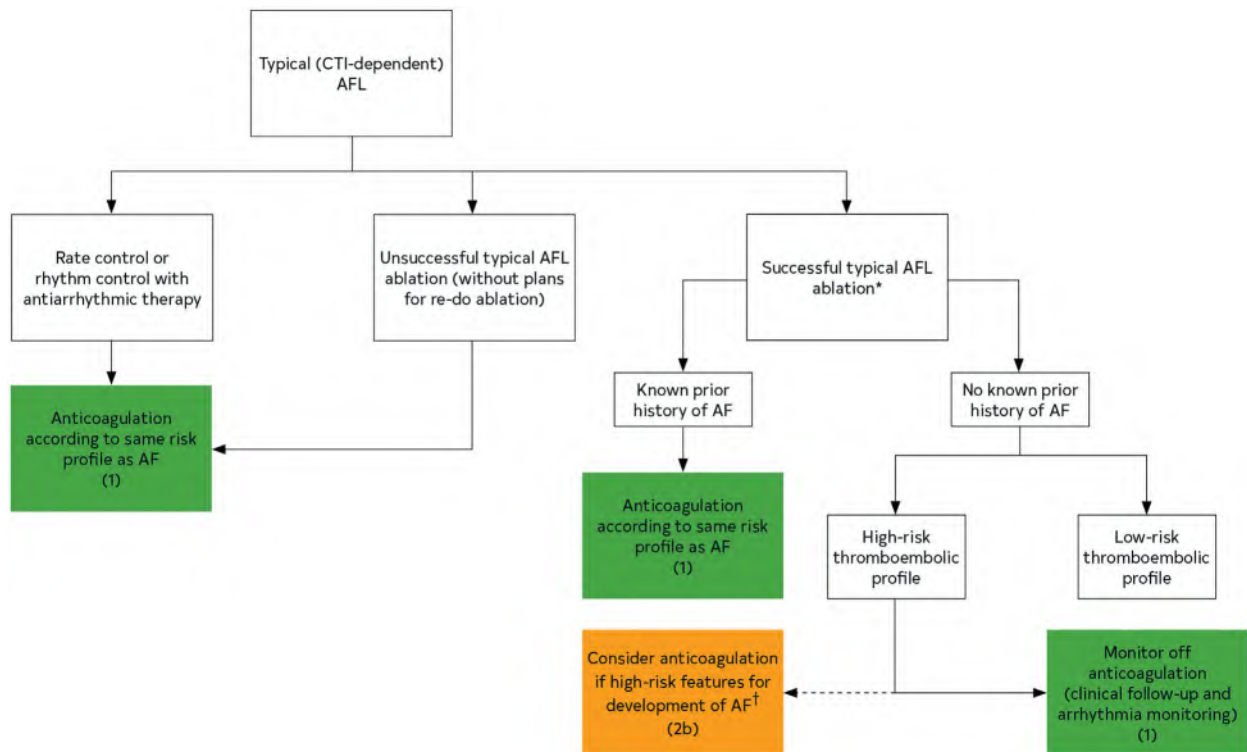 Typical (CTI-dependent)
AFL
Rate control or
rhythm control with
antiarrhythmic therapy
Unsuccessful typical AFL
ablation (without plans
for re-do ablation)
Successful typical AFL
ablation*
Known prior
history of AF
No known prior
history of AF
Anticoagulation
according to same risk
profile as AF
(1)
Anticoagulation
according to same risk
profile as AF
(1)
High-risk
thromboembolic
profile
Low-risk
thromboembolic
profile
Consider anticoagulation
if high-risk features for
development of AF†
(2b)
Monitor off
anticoagulation
(clinical follow-up and
arrhythmia monitoring)
(1)